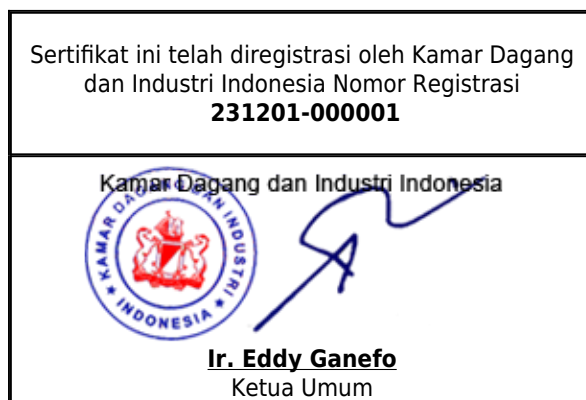 Sertifikat ini telah diregistrasi oleh Kamar Dagang
dan Industri Indonesia Nomor Registrasi
231201-000001
Kamar Dagang dan Industri Indonesia
KAMAR DAGANG DAN INDUSTRI
INDONESIA
Ir. Eddy Ganefo
Ketua Umum